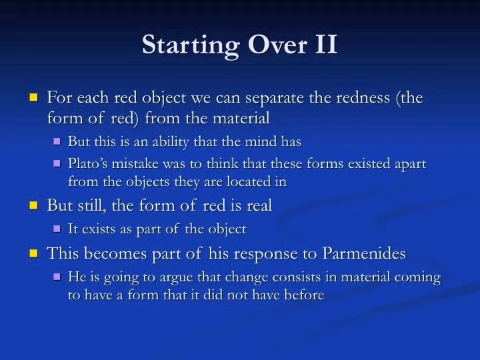 Starting Over II
For each red object we can separate the redness (the
form of red) from the material
But this is an ability that the mind has
Plato's mistake was to think that these forms existed apart
from the objects they are located in
But still, the form of red is real
It exists as part of the object
This becomes part of his response to Parmenides
He is going to argue that change consists in material coming
to have a form that it did not have before